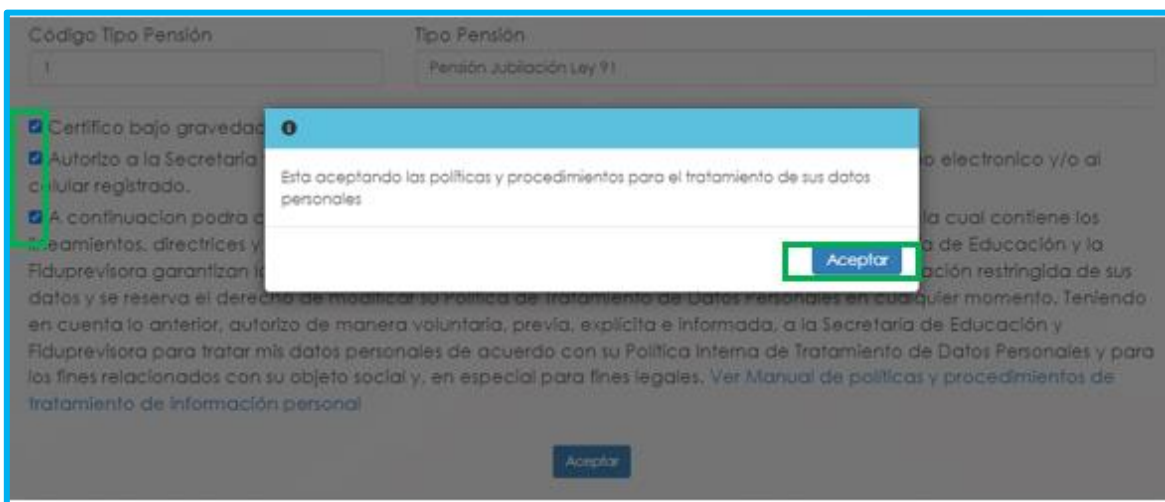 Código Tipo Pensión Tipo Pensión
1 Pensión Jubilación Ley 91
Certifico bajo gravedad
Autorizo a la Secretaría electronico y/o al
celular registrado.
A continuacion podra la cual contiene los
lineamientos, directrices y de Educación y la
Fiduprevisora garantizan restringida de sus
datos y se reserva el derecho de modificar su Política de Tratamiento de Datos Personales en cualquier momento. Teniendo
en cuenta lo anterior, autorizo de manera voluntaria, previa, explícita e informada, a la Secretaría de Educación y
Fiduprevisora para tratar mis datos personales de acuerdo con su Política Interna de Tratamiento de Datos Personales y para
los fines relacionados con su objeto social y, en especial para fines legales. Ver Manual de políticas y procedimientos de
tratamiento de información personal
Esta aceptando las políticas y procedimientos para el tratamiento de sus datos
personales
Aceptar
Aceptar